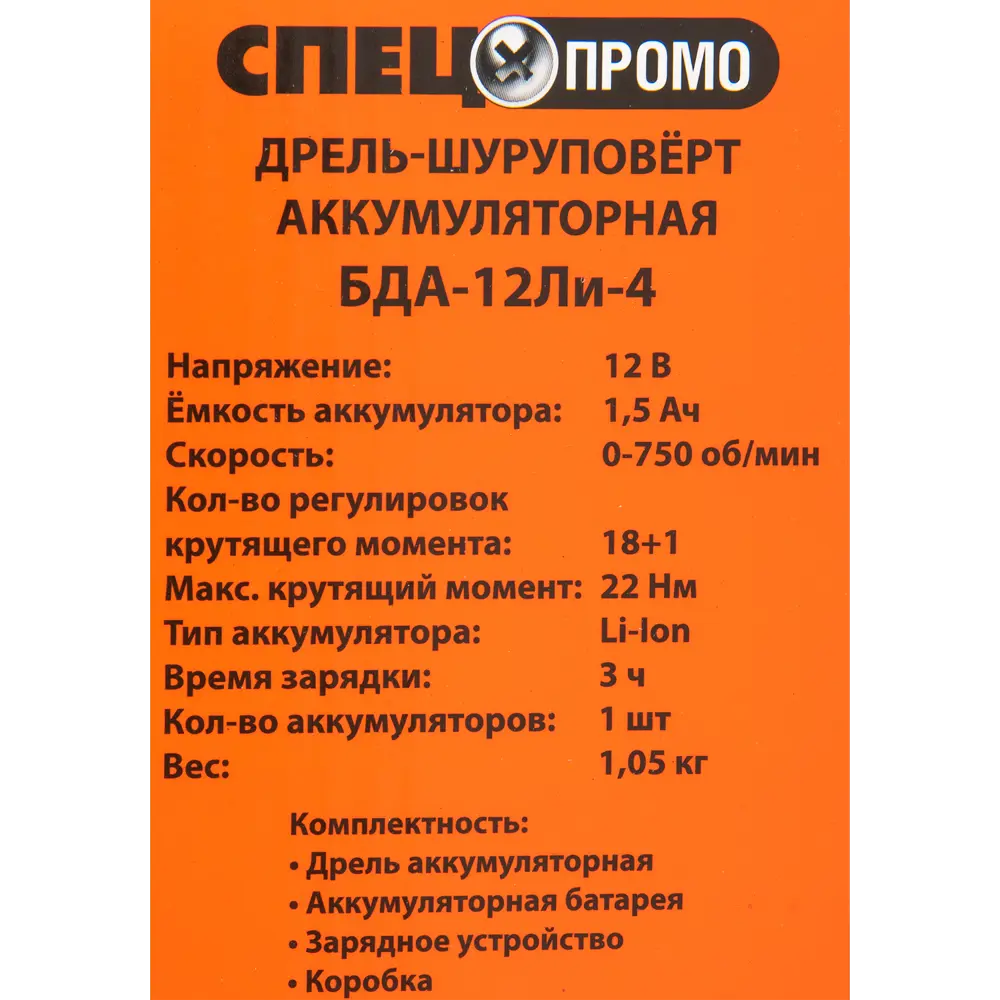 СПЕЦ ПРОМО
ДРЕЛЬ-ШУРУПОВЁРТ
АККУМУЛЯТОРНАЯ
БДА-12Ли-4
Напряжение: 12 В
Ёмкость аккумулятора: 1,5 Ач
Скорость: 0-750 об/мин
Кол-во регулировок
крутящего момента: 18+1
Макс. крутящий момент: 22 Нм
Тип аккумулятора: Li-Ion
Время зарядки: 3 ч
Кол-во аккумуляторов: 1 шт
Вес: 1,05 кг
Комплектность:
• Дрель аккумуляторная
• Аккумуляторная батарея
• Зарядное устройство
• Коробка